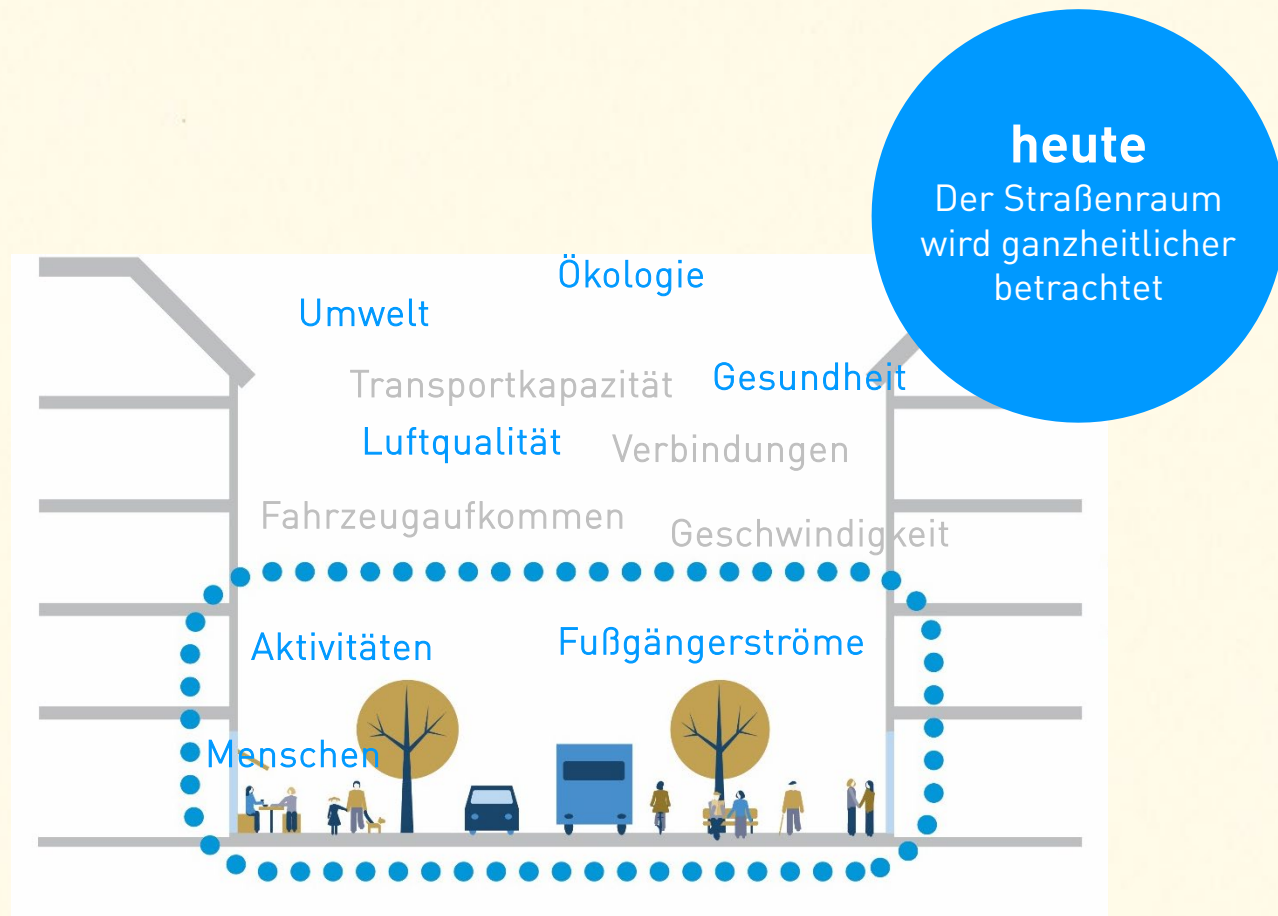 heute
Der Straßenraum
wird ganzheitlicher
betrachtet
Ökologie
Umwelt
Transportkapazität
Gesundheit
Luftqualität
Verbindungen
Fahrzeugaufkommen
Geschwindigkeit
Aktivitäten
Fußgängerströme
Menschen